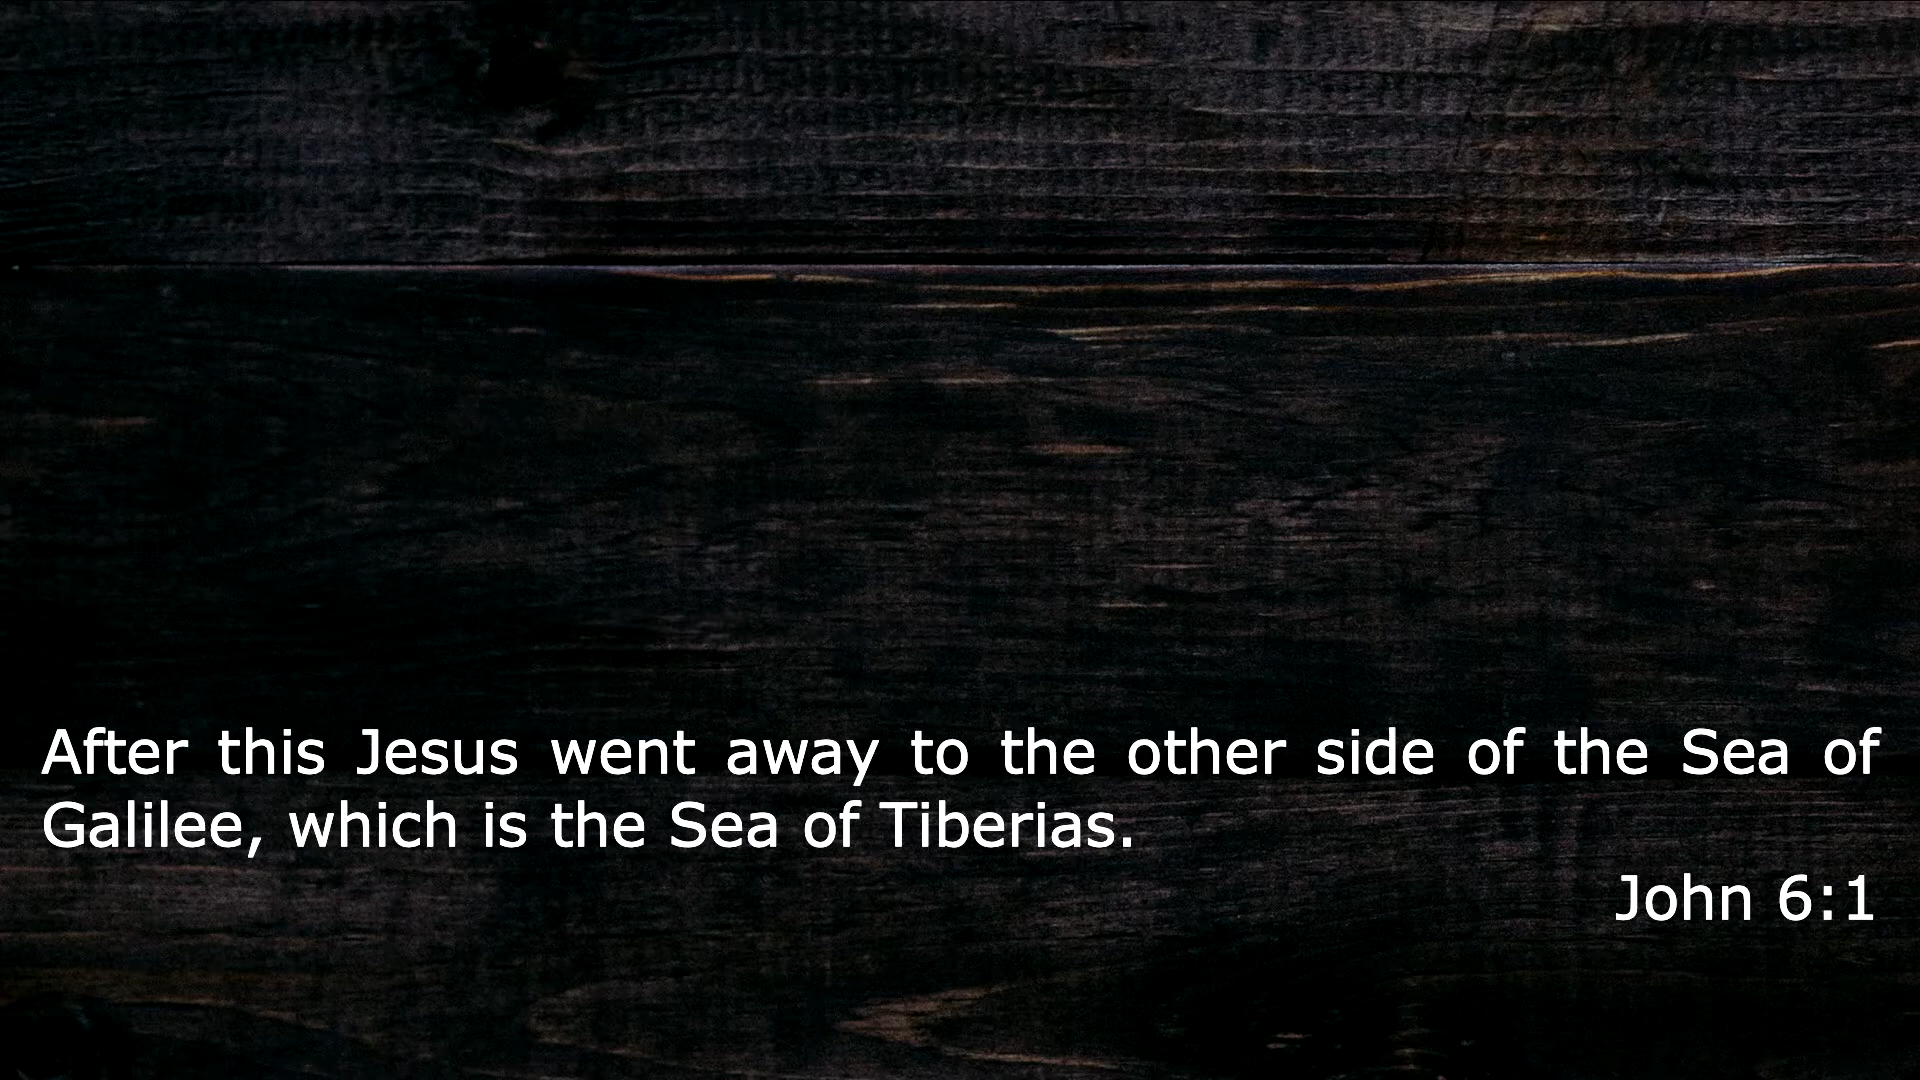 After this Jesus went away to the other side of the Sea of
Galilee, which is the Sea of Tiberias.
John 6:1